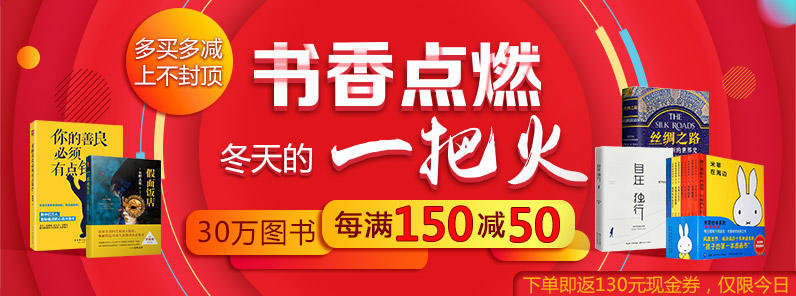 多买多减
上不封顶
书香点燃
冬天的一把火
30万图书
每满150减50
下单即返130元现金券，仅限今日
你的善良
必须
有点
假面饭店
THE
SILK ROADS
丝绸之路
自在
独行
米菲
在海边